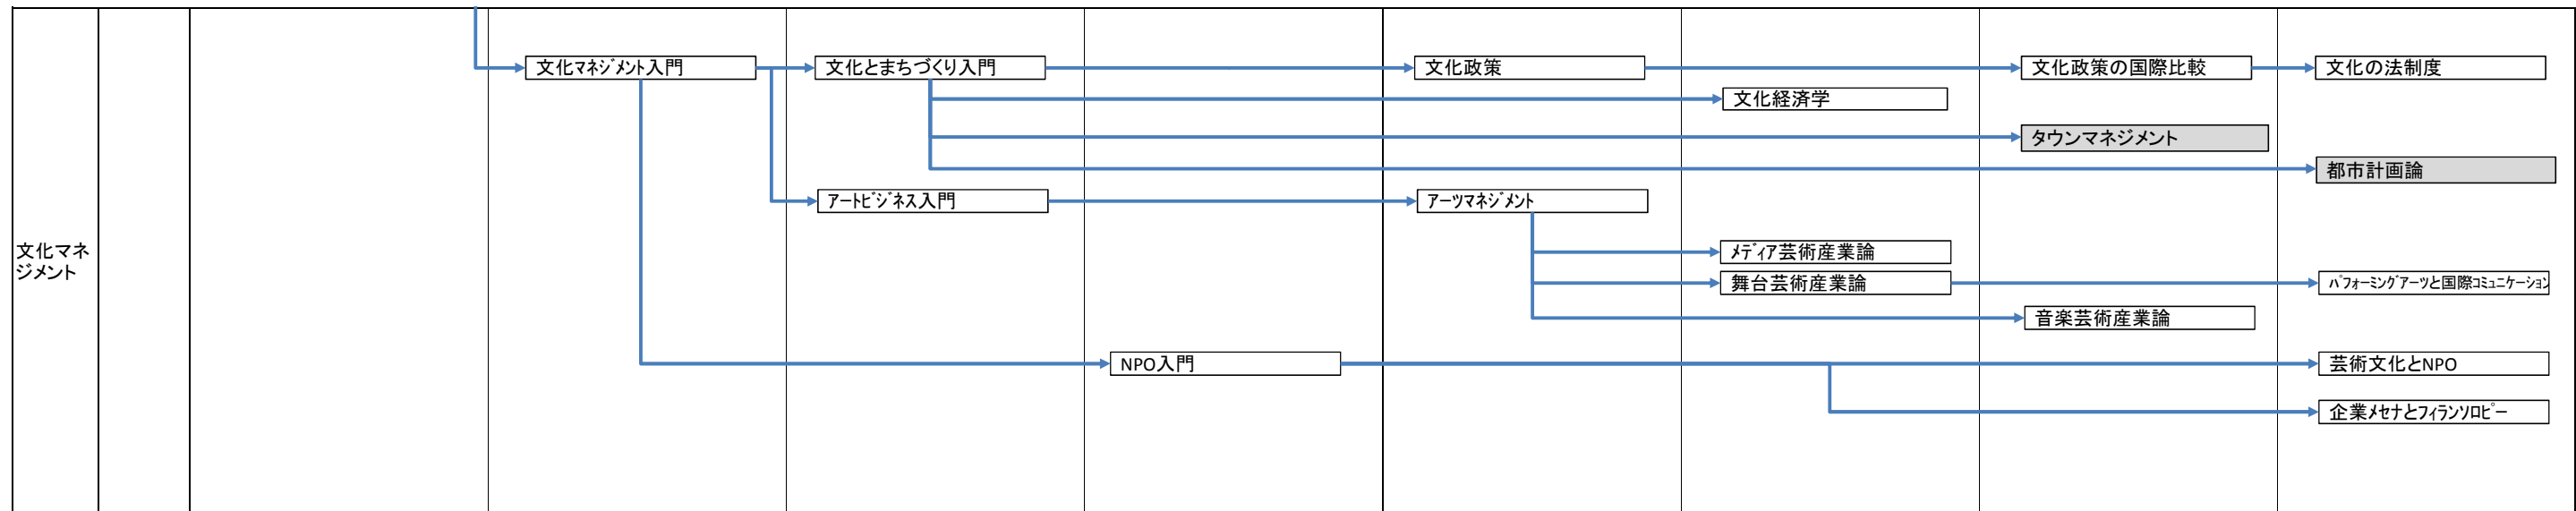 文化マネジメント入門
文化とまちづくり入門
文化政策
文化政策の国際比較
文化の法制度
文化経済学
タウンマネジメント
都市計画論
アートビジネス入門
アーツマネジメント
文化マネ
ジメント
メディア芸術産業論
舞台芸術産業論
パフォーミングアーツと国際コミュニケーション
音楽芸術産業論
NPO入門
芸術文化とNPO
企業メセナとフィランソロピー